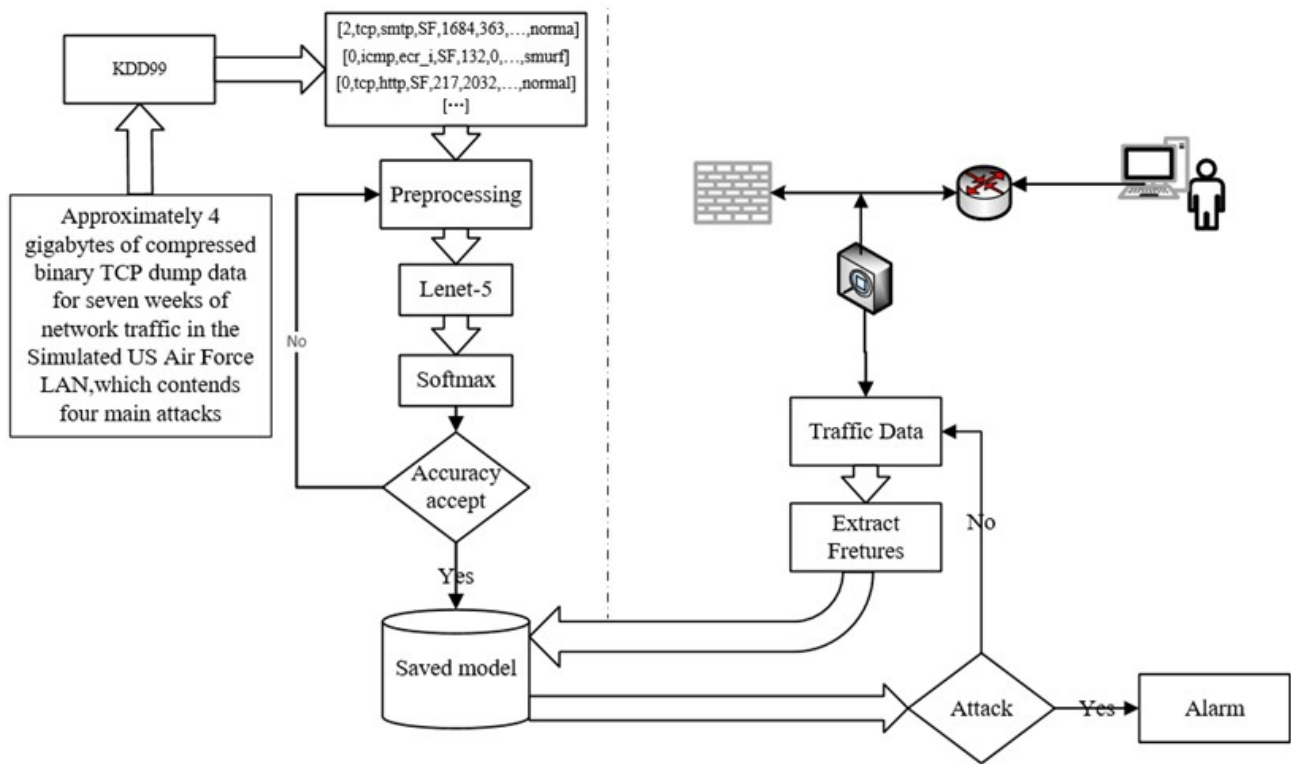 KDD99
[2,tcp,smtp,SF,1684,363,…,norma]
[0,icmp,ecr_i,SF,132,0,…,smurf]
[0,tcp,http,SF,217,2032,…,normal]
[…]
Approximately 4
gigabytes of compressed
binary TCP dump data
for seven weeks of
network traffic in the
Simulated US Air Force
LAN,which contends
four main attacks
Preprocessing
Lenet-5
No
Softmax
Accuracy
accept
Yes
Saved model
Traffic Data
Extract
Fretures
No
Attack
Yes
Alarm